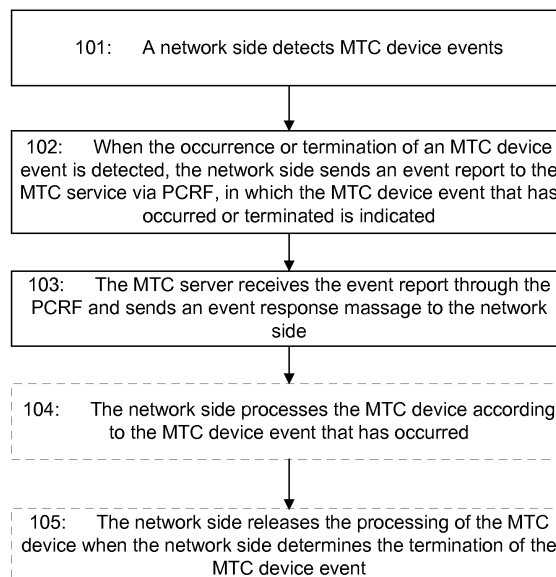 101: A network side detects MTC device events
102: When the occurrence or termination of an MTC device
event is detected, the network side sends an event report to the
MTC service via PCRF, in which the MTC device event that has
occurred or terminated is indicated
103: The MTC server receives the event report through the
PCRF and sends an event response massage to the network
side
104: The network side processes the MTC device according
to the MTC device event that has occurred
105: The network side releases the processing of the MTC
device when the network side determines the termination of the
MTC device event